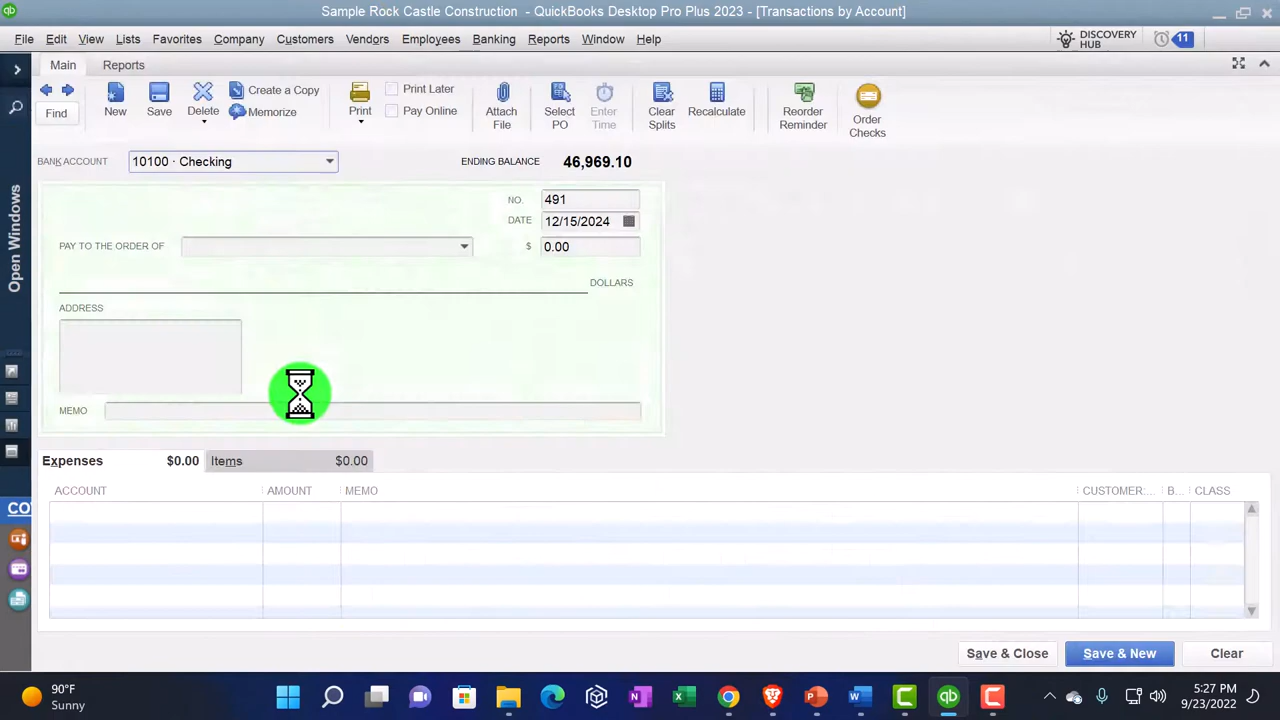 Sample Rock Castle Construction - QuickBooks Desktop Pro Plus 2023 - [Transactions by Account]
File Edit View Lists Favorites Company Customers Vendors Employees Banking Reports Window Help
DISCOVERY HUB
11
Main Reports
Find
New
Save
Delete
Create a Copy
Memorize
Print
Print Later
Pay Online
Attach File
Select PO
Enter Time
Clear Splits
Recalculate
Reorder Reminder
Order Checks
BANK ACCOUNT 10100 · Checking ENDING BALANCE 46,969.10
NO. 491
DATE 12/15/2024
PAY TO THE ORDER OF $ 0.00
DOLLARS
ADDRESS
MEMO
Open Windows
Expenses $0.00 Items $0.00
ACCOUNT AMOUNT MEMO CUSTOMER:... B... CLASS
Save & Close Save & New Clear
90°F
Sunny
5:27 PM
9/23/2022